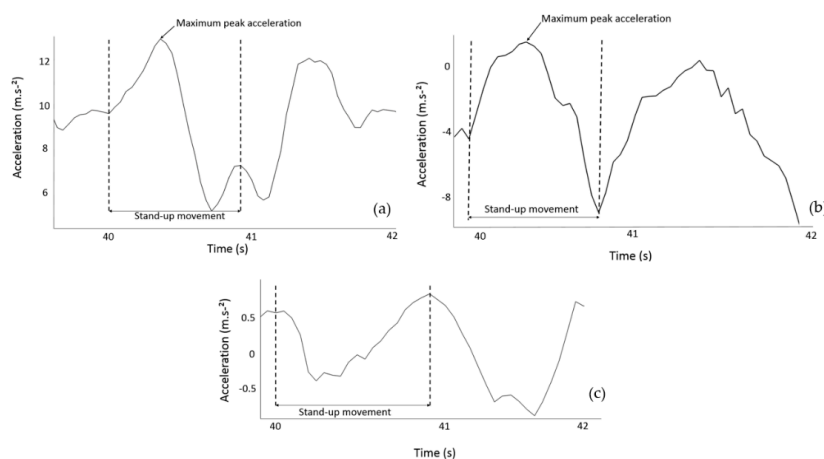 (a)
Maximum peak acceleration
Acceleration (m.s-²)
12
10
8
6
Stand-up movement
40
41
42
Time (s)
(b)
Maximum peak acceleration
Acceleration (m.s-²)
0
-4
-8
Stand-up movement
40
41
42
Time (s)
(c)
Acceleration (m.s-²)
0.5
0
-0.5
Stand-up movement
40
41
42
Time (s)